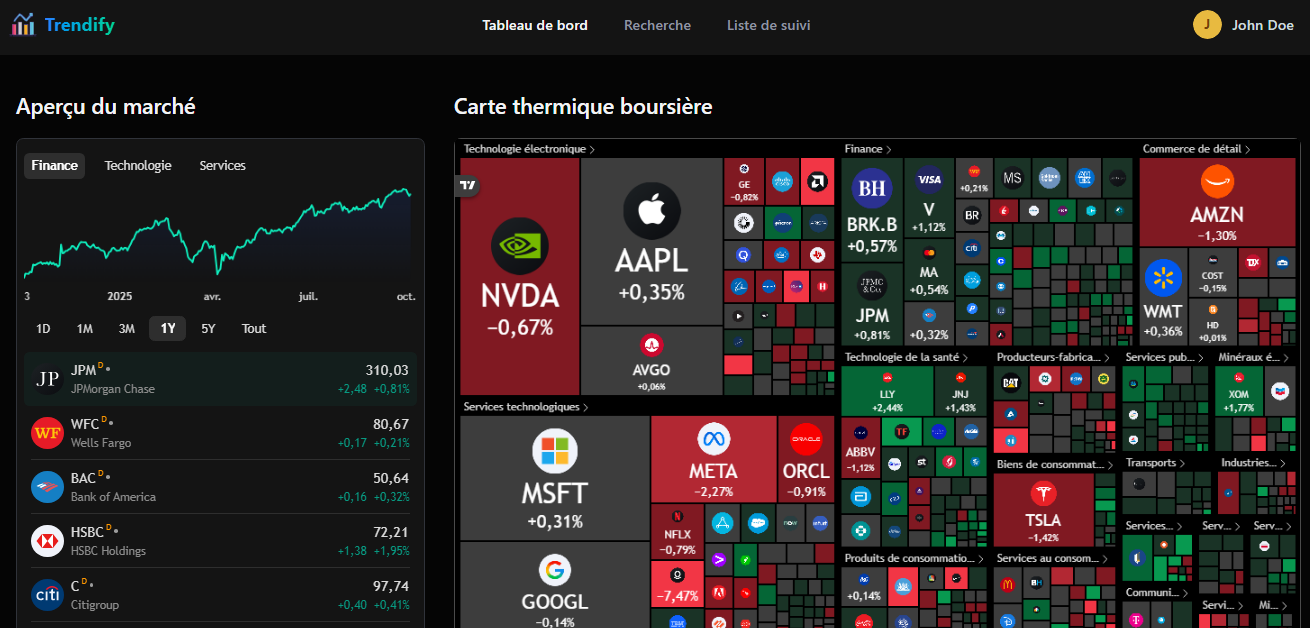 Trendify
Tableau de bord
Recherche
Liste de suivi
J
John Doe
Aperçu du marché
Finance
Technologie
Services
3
2025
avr.
juil.
oct.
1D
1M
3M
1Y
5Y
Tout
JP
JPM D
310,03
JPMorgan Chase
+2,48 +0,81%
WF
WFC D
80,67
Wells Fargo
+0,17 +0,21%
BAC D
50,64
Bank of America
+0,16 +0,32%
HSBC D
72,21
HSBC Holdings
+1,38 +1,95%
citi
C D
97,74
Citigroup
+0,40 +0,41%
Carte thermique boursière
Technologie électronique >
NVDA
−0,67%
AAPL
+0,35%
AVGO
+0,06%
GE
−0,82%
Services technologiques >
MSFT
+0,31%
GOOGL
−0,14%
META
−2,27%
ORACLE
ORCL
−0,91%
NFLX
−0,79%
−7,47%
now
Finance >
BH
BRK.B
+0,57%
JPMC & CO.
JPM
+0,81%
VISA
V
+1,12%
MA
+0,54%
+0,32%
+0,21%
MS
BR
citi
Commerce de détail >
AMZN
−1,30%
WMT
+0,36%
COST
−0,15%
HD
+0,01%
TJX
Technologie de la santé >
LLY
+2,44%
JNJ
+1,43%
ABBV
−1,12%
TF
st
Producteurs-fabrica... >
CAT
Services pub... >
Minéraux é... >
XOM
+1,77%
Biens de consommat... >
TSLA
−1,42%
Transports >
Industries... >
Services... >
Serv... >
Serv... >
Produits de consommatio... >
+0,14%
Services au consom... >
BH
Communi... >
Servi... >
Mi... >